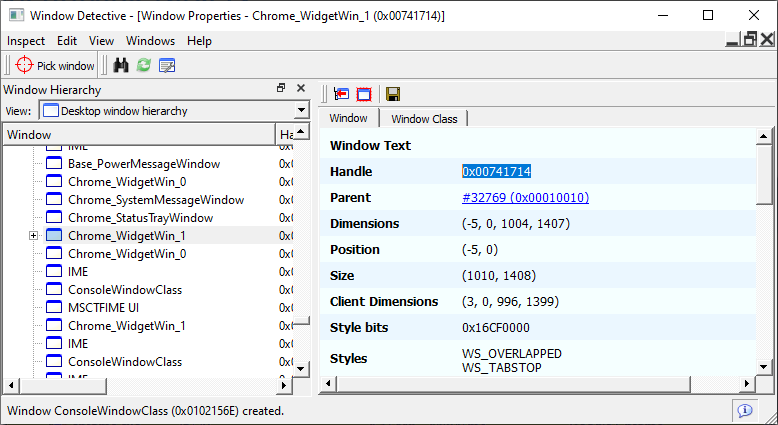 Window Detective - [Window Properties - Chrome_WidgetWin_1 (0x00741714)]
Inspect Edit View Windows Help
Pick window
Window Hierarchy
View: Desktop window hierarchy
Window Ha
IME
Base_PowerMessageWindow 0x0
Chrome_WidgetWin_0 0x0
Chrome_SystemMessageWindow 0x0
Chrome_StatusTrayWindow 0x0
Chrome_WidgetWin_1 0x0
Chrome_WidgetWin_0 0x0
IME 0x0
ConsoleWindowClass 0x0
MSCTFIME UI 0x0
Chrome_WidgetWin_1 0x0
IME 0x0
ConsoleWindowClass 0x0
IME
Window Window Class
Window Text
Handle 0x00741714
Parent #32769 (0x00010010)
Dimensions (-5, 0, 1004, 1407)
Position (-5, 0)
Size (1010, 1408)
Client Dimensions (3, 0, 996, 1399)
Style bits 0x16CF0000
Styles WS_OVERLAPPED
WS_TABSTOP
Window ConsoleWindowClass (0x0102156E) created.